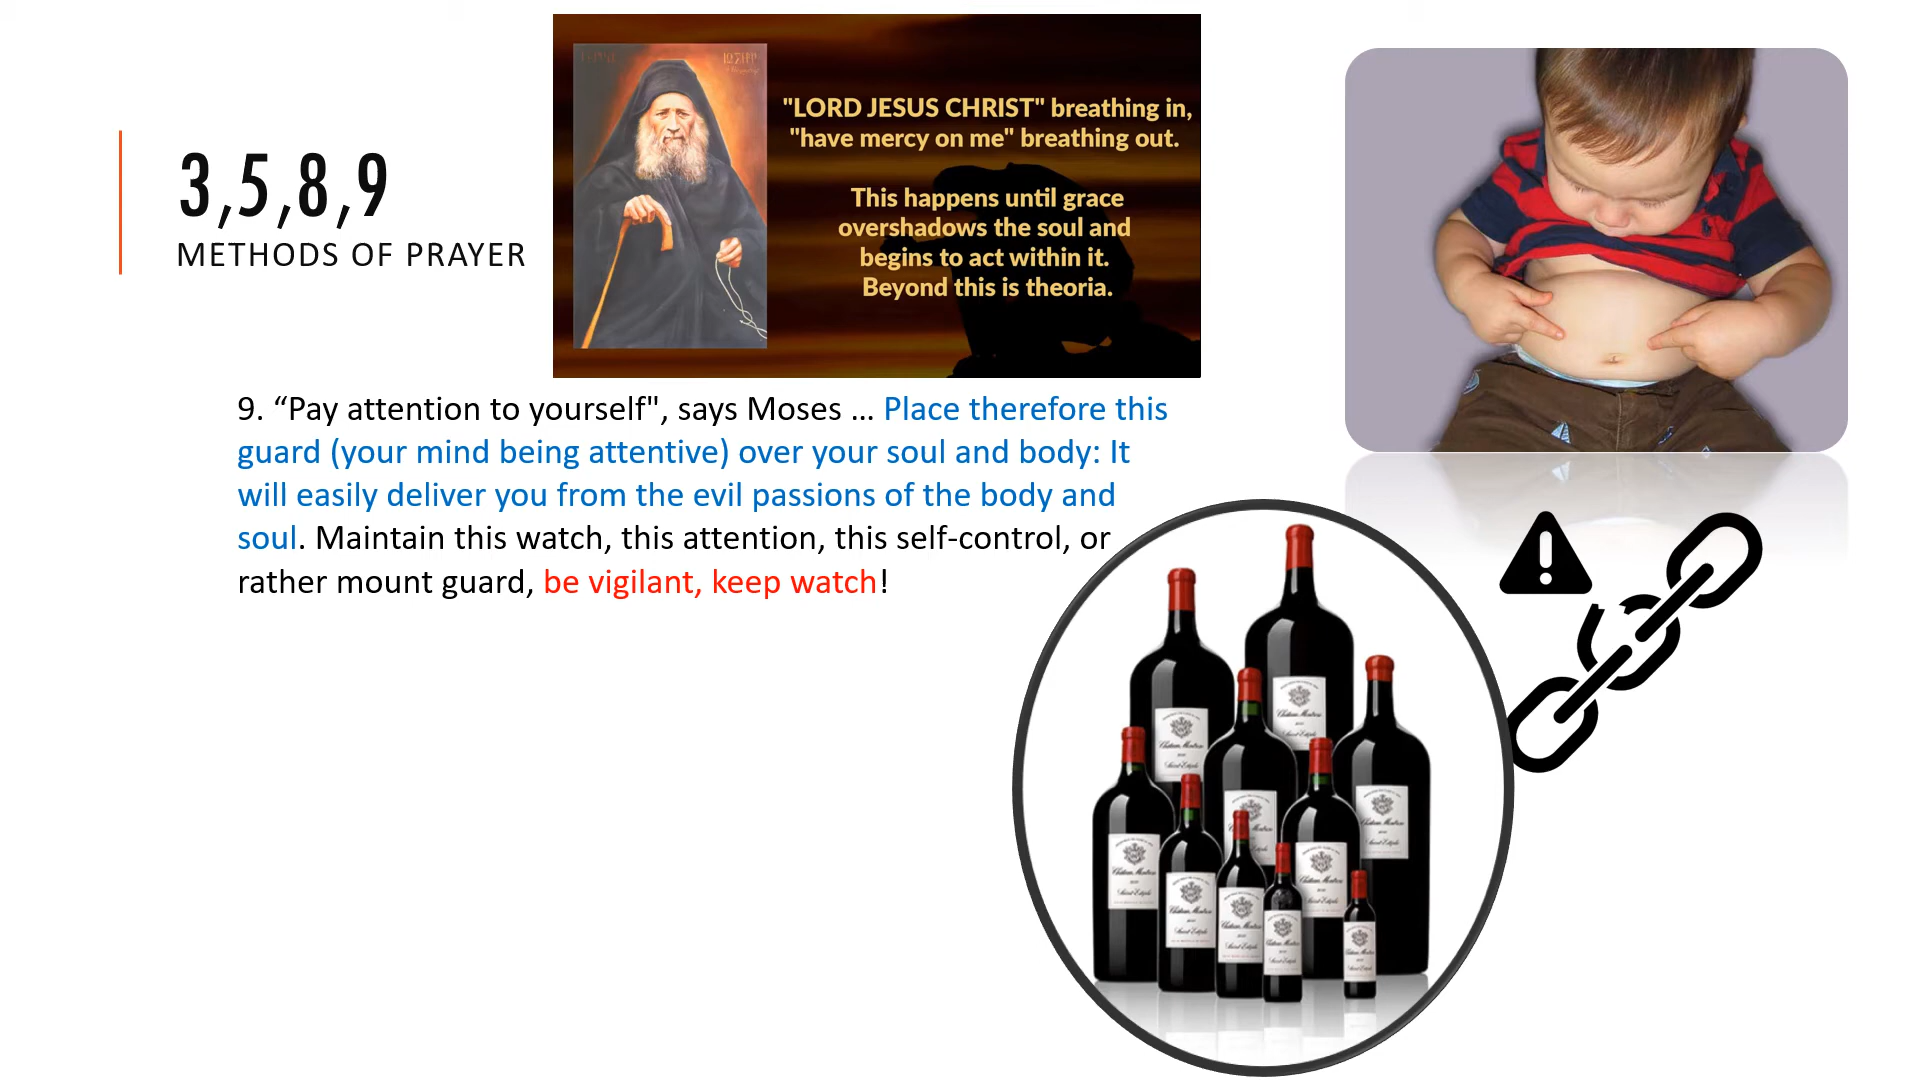 3,5,8,9
METHODS OF PRAYER
"LORD JESUS CHRIST" breathing in,
"have mercy on me" breathing out.
This happens until grace
overshadows the soul and
begins to act within it.
Beyond this is theoria.
9. “Pay attention to yourself", says Moses … Place therefore this
guard (your mind being attentive) over your soul and body: It
will easily deliver you from the evil passions of the body and
soul. Maintain this watch, this attention, this self-control, or
rather mount guard, be vigilant, keep watch!